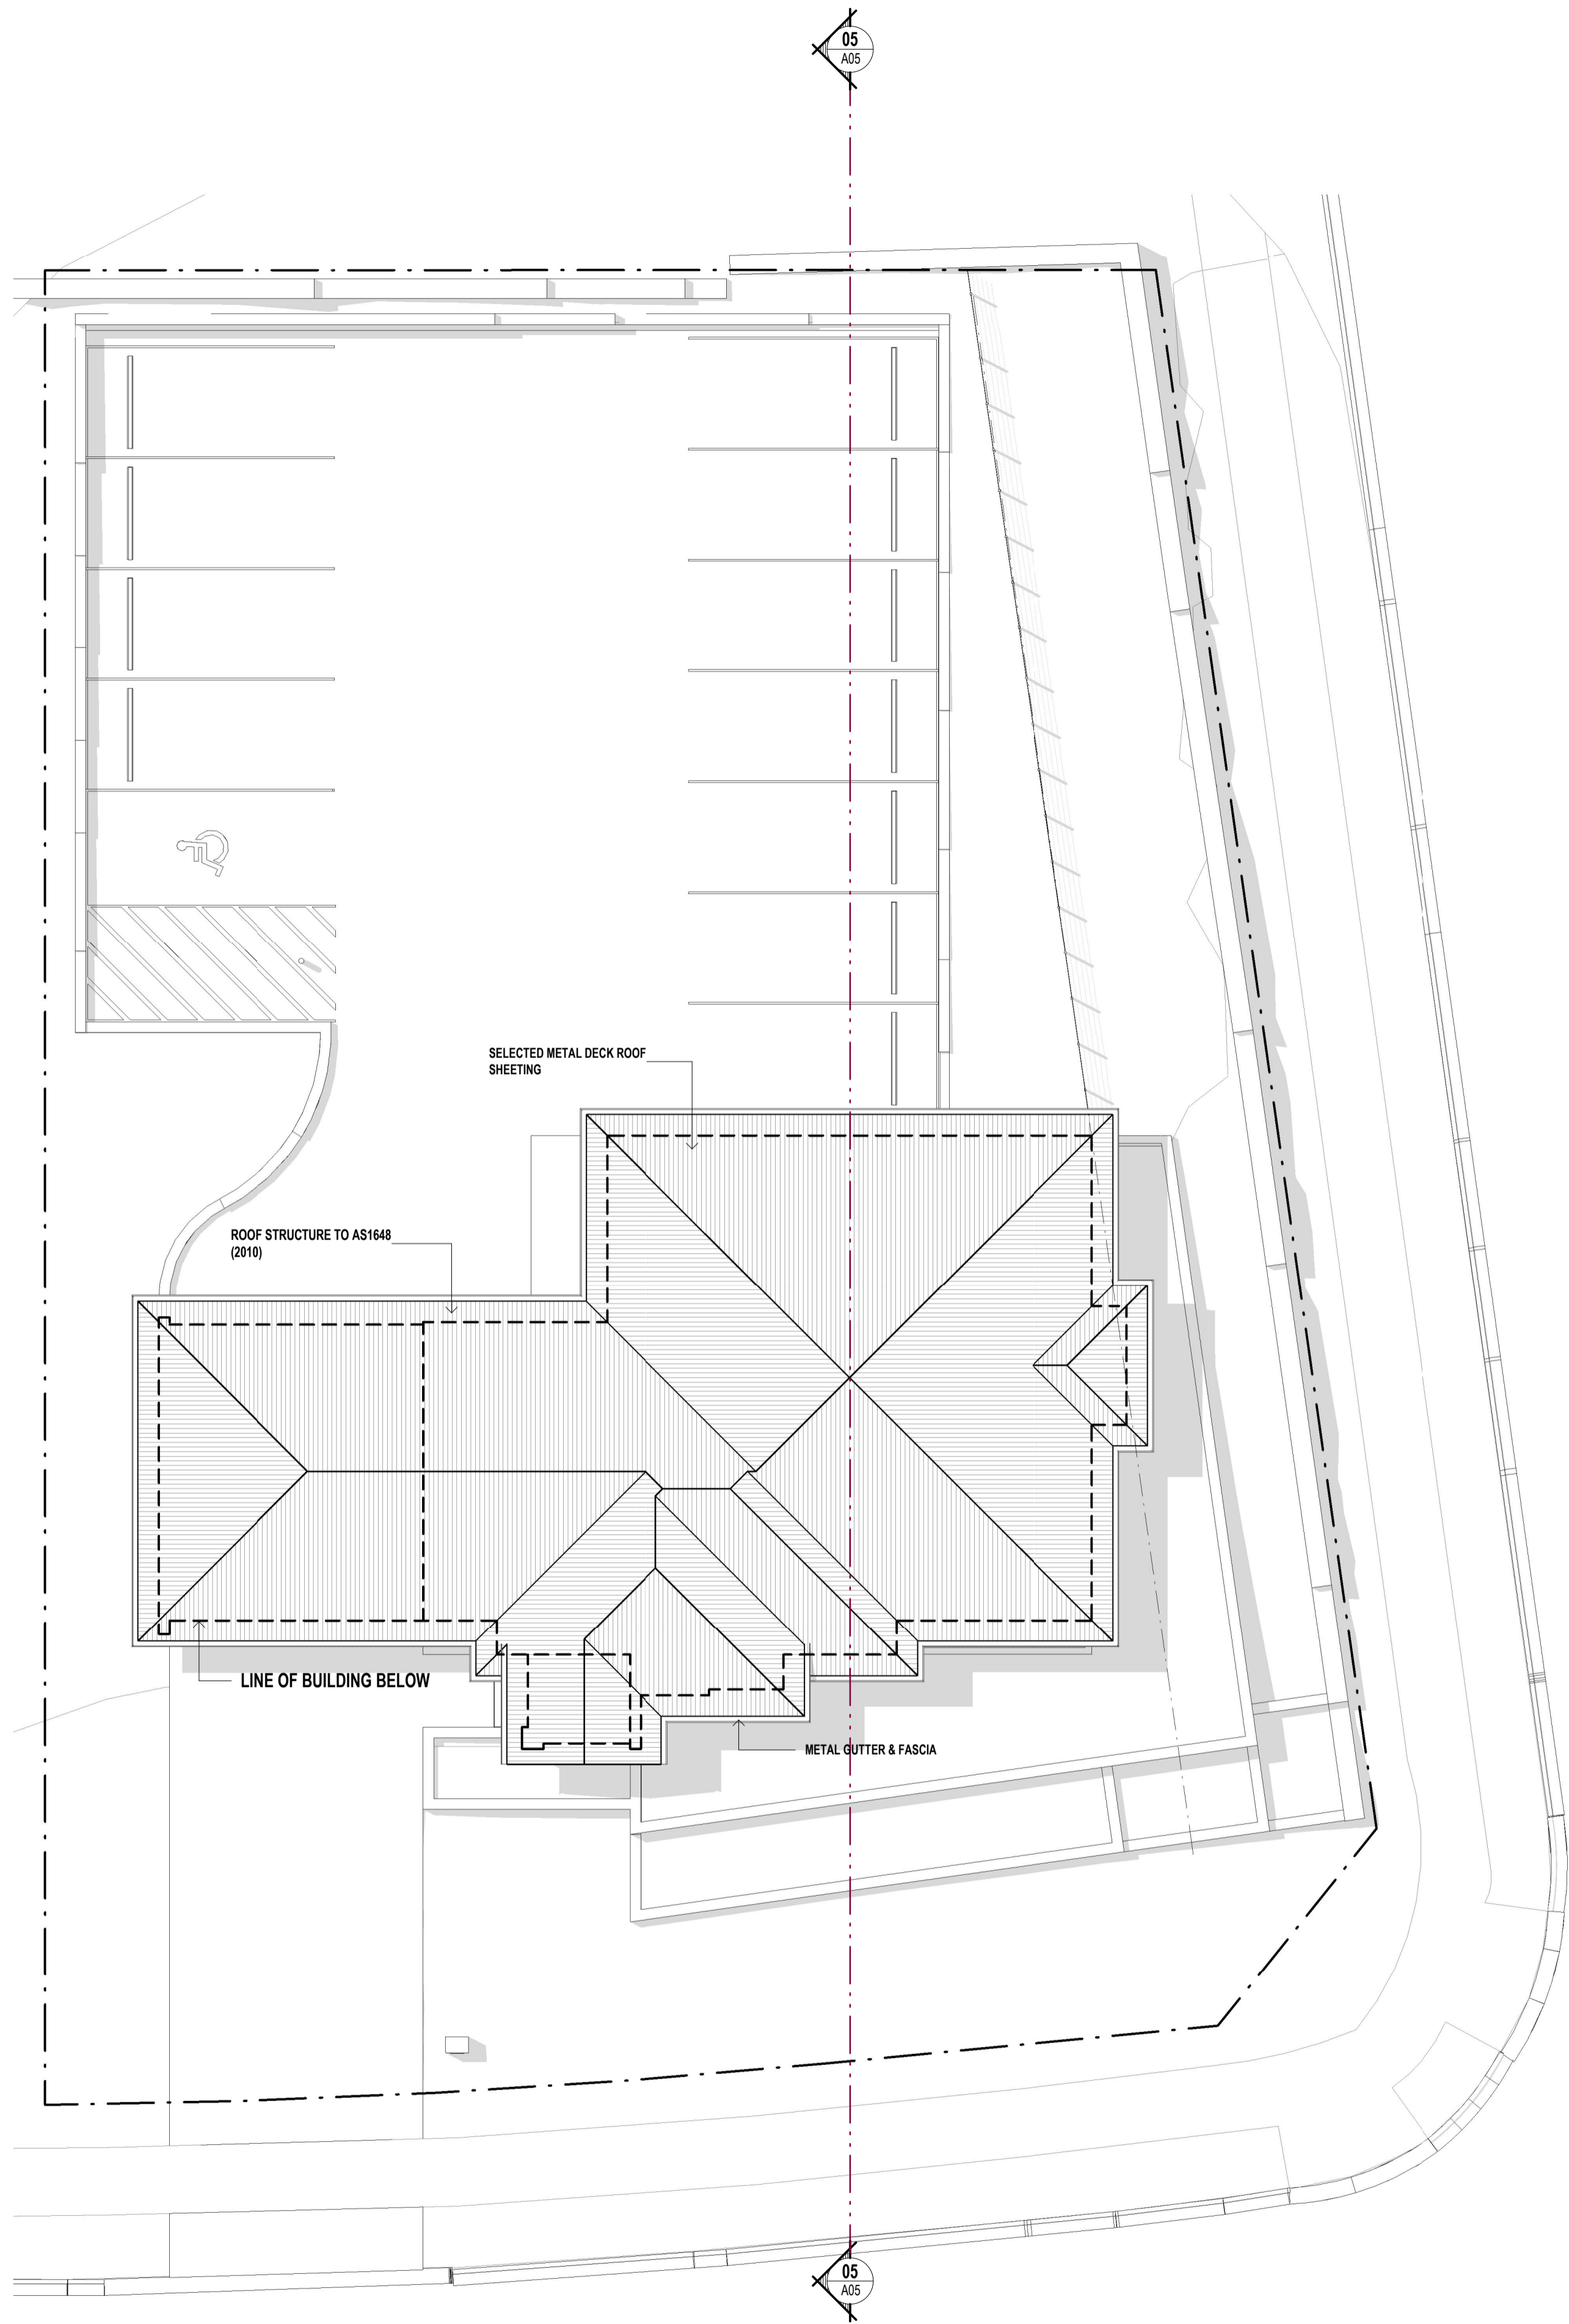 05
A05
SELECTED METAL DECK ROOF
SHEETING
ROOF STRUCTURE TO AS1648
(2010)
LINE OF BUILDING BELOW
METAL GUTTER & FASCIA
05
A05